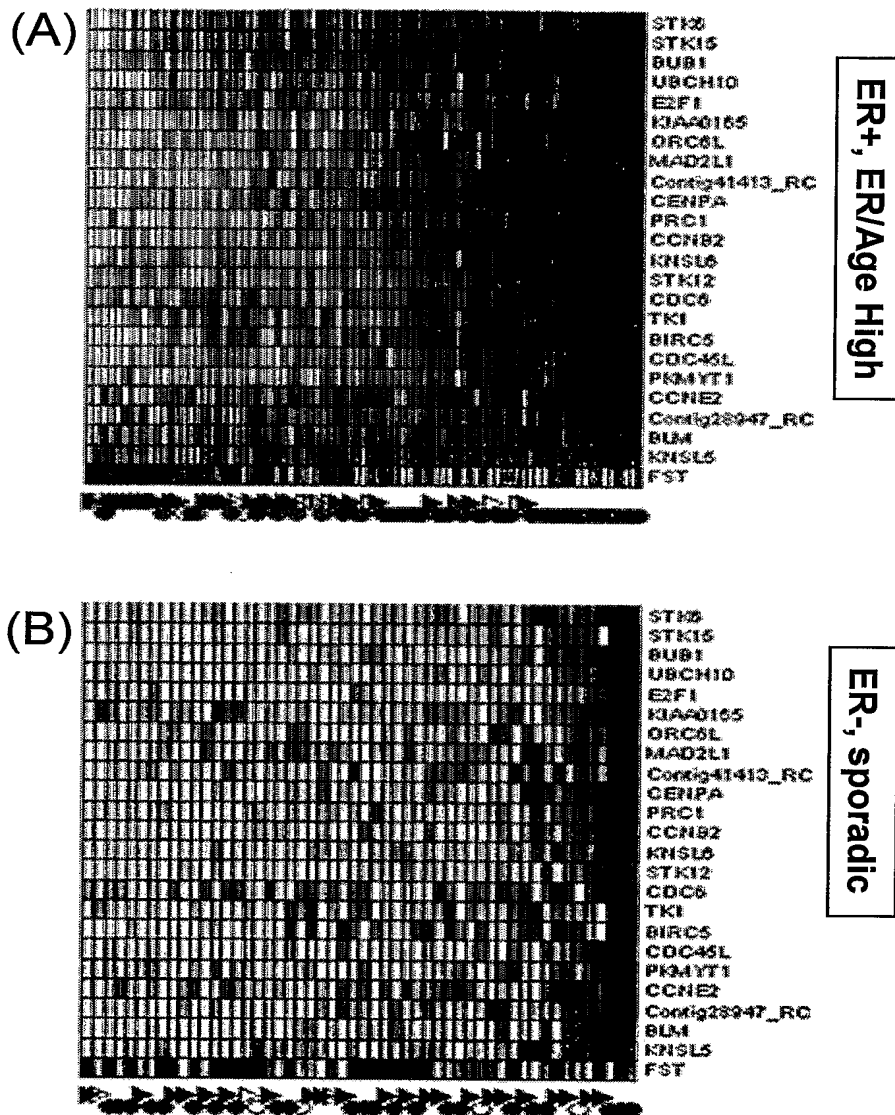 (A)
STK6
STK15
BUB1
UBCH10
E2F1
KIAA0165
ORC6L
MAD2L1
Contig41413_RC
CENPA
PRC1
CCNB2
KNSL6
STK12
CDC6
TK1
BIRC5
CDC45L
PKMYT1
CCNE2
Contig28947_RC
BLM
KNSL5
FST
ER+, ER/Age High
(B)
STK6
STK15
BUB1
UBCH10
E2F1
KIAA0165
ORC6L
MAD2L1
Contig41413_RC
CENPA
PRC1
CCNB2
KNSL6
STK12
CDC6
TK1
BIRC5
CDC45L
PKMYT1
CCNE2
Contig28947_RC
BLM
KNSL5
FST
ER-, sporadic